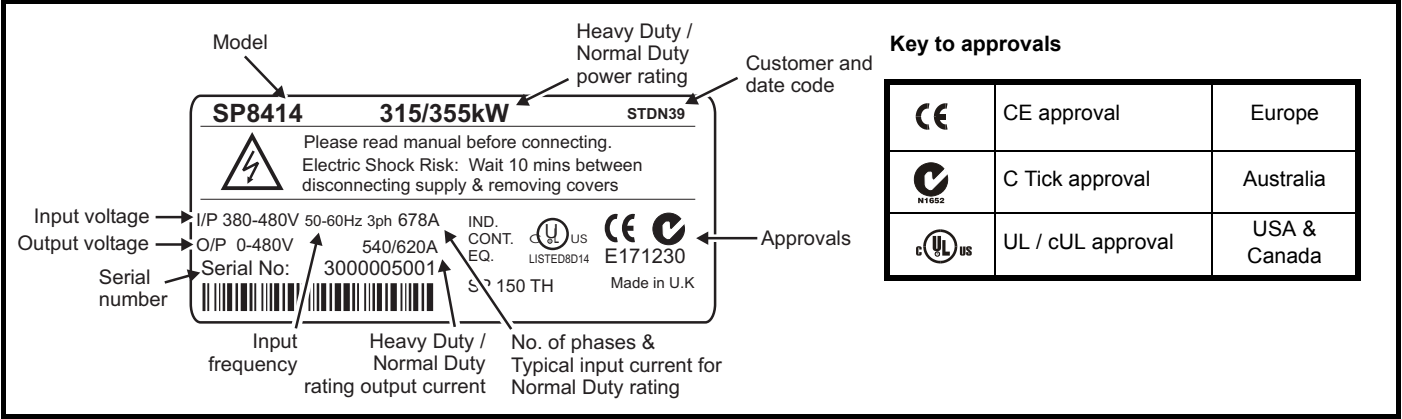 Model
Heavy Duty /
Normal Duty
power rating
Customer and
date code
SP8414 315/355kW STDN39
Please read manual before connecting.
Electric Shock Risk: Wait 10 mins between
disconnecting supply & removing covers
Input voltage
Output voltage
Serial
number
I/P 380-480V 50-60Hz 3ph 678A
O/P 0-480V 540/620A
Serial No: 3000005001
IND.
CONT.
EQ.
C UL US
LISTED8D14
CE
E171230
SP 150 TH
Made in U.K
Approvals
Input
frequency
Heavy Duty /
Normal Duty
rating output current
No. of phases &
Typical input current for
Normal Duty rating
Key to approvals
CE CE approval Europe
N1652 C Tick approval Australia
c UL us UL / cUL approval USA &
Canada